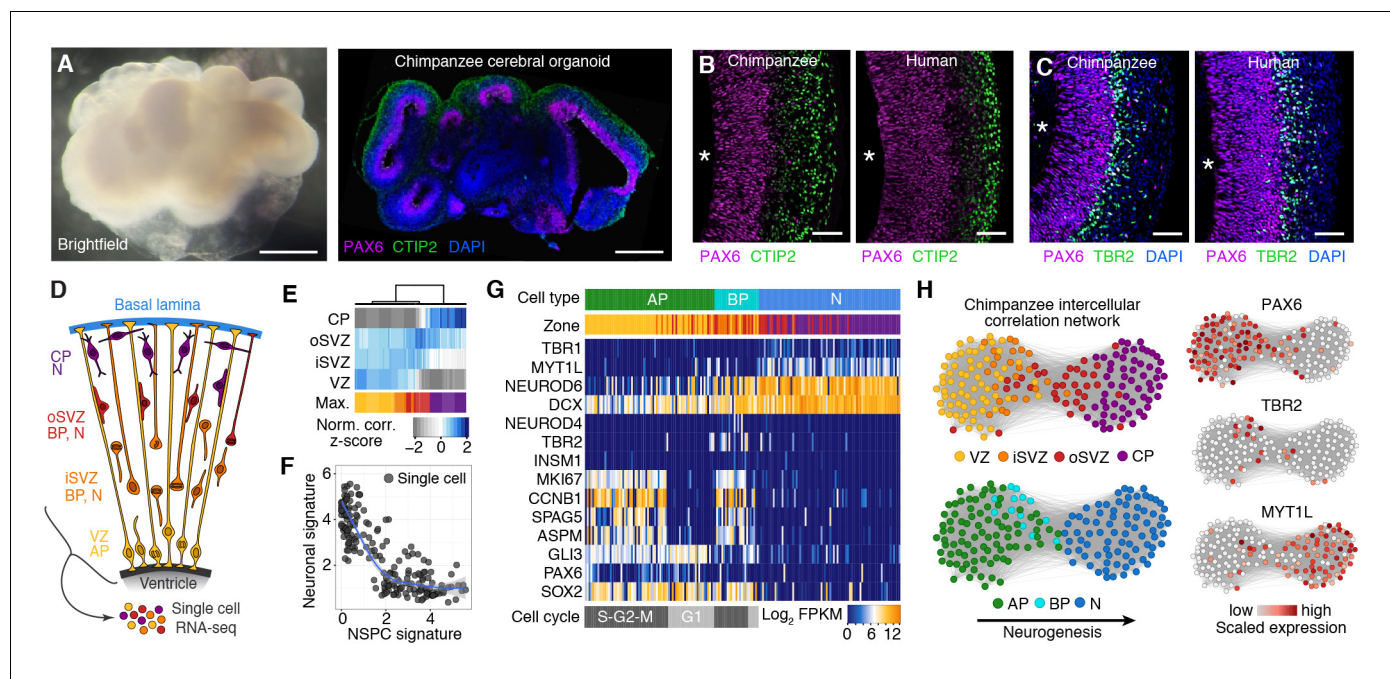 A
Brightfield
Chimpanzee cerebral organoid
PAX6 CTIP2 DAPI
B
Chimpanzee
Human
*
*
PAX6 CTIP2
PAX6 CTIP2
C
Chimpanzee
Human
*
*
PAX6 TBR2 DAPI
PAX6 TBR2 DAPI
D
Basal lamina
CP
N
oSVZ
BP, N
iSVZ
BP, N
VZ
AP
Ventricle
Single cell
RNA-seq
E
CP
oSVZ
iSVZ
VZ
Max.
Norm. corr.
z-score
−2 0 2
F
Neuronal signature
6
4
2
Single cell
0 2 4
NSPC signature
G
Cell type
AP BP N
Zone
TBR1
MYT1L
NEUROD6
DCX
NEUROD4
TBR2
INSM1
MKI67
CCNB1
SPAG5
ASPM
GLI3
PAX6
SOX2
Cell cycle
S-G2-M G1
Log2 FPKM
0 6 12
H
Chimpanzee intercellular
correlation network
VZ iSVZ oSVZ CP
AP BP N
Neurogenesis
PAX6
TBR2
MYT1L
low high
Scaled expression